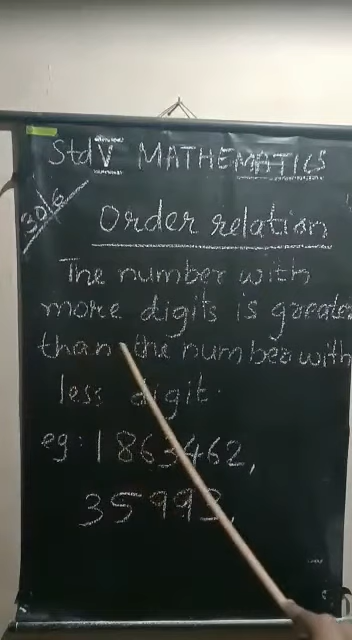 Std V MATHEMATICS
30/6
Order relation
The number with
more digits is greater
than the number with
less digit.
eg: 1863462,
35992,